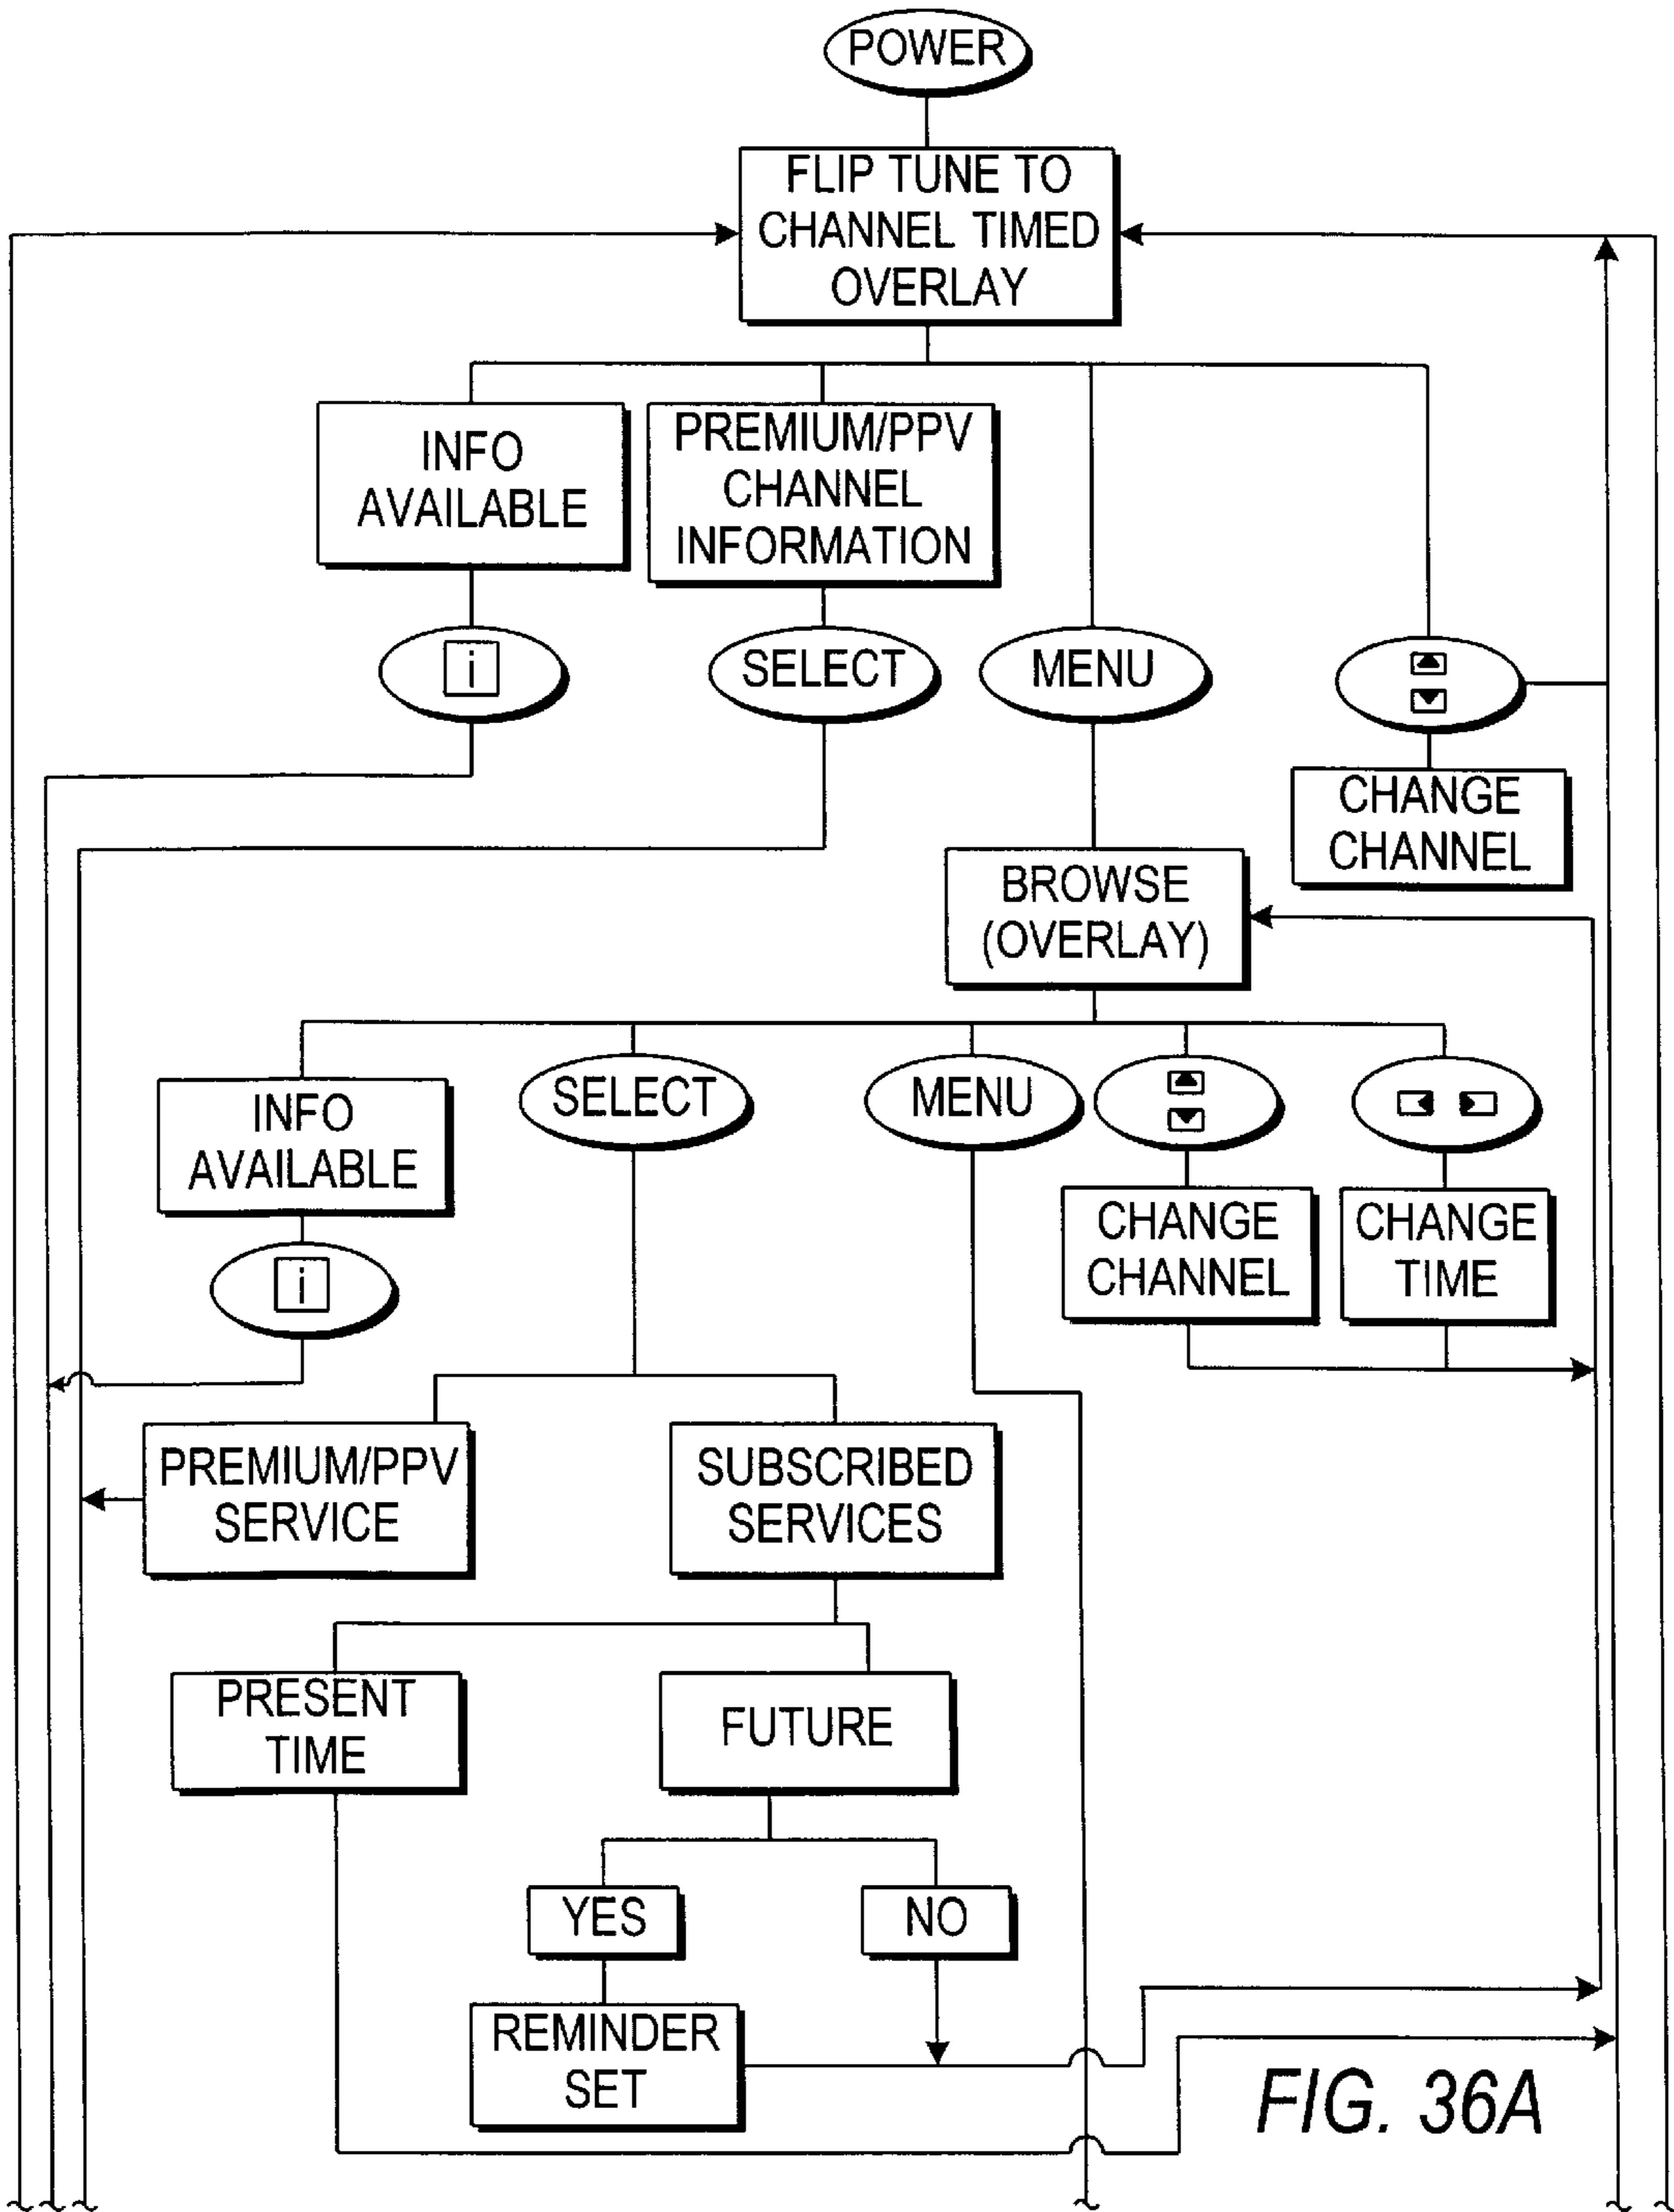 POWER
FLIP TUNE TO
CHANNEL TIMED
OVERLAY
INFO
AVAILABLE
PREMIUM/PPV
CHANNEL
INFORMATION
i
SELECT
MENU
CHANGE
CHANNEL
BROWSE
(OVERLAY)
INFO
AVAILABLE
SELECT
MENU
i
CHANGE
CHANNEL
CHANGE
TIME
PREMIUM/PPV
SERVICE
SUBSCRIBED
SERVICES
PRESENT
TIME
FUTURE
YES
NO
REMINDER
SET
FIG. 36A